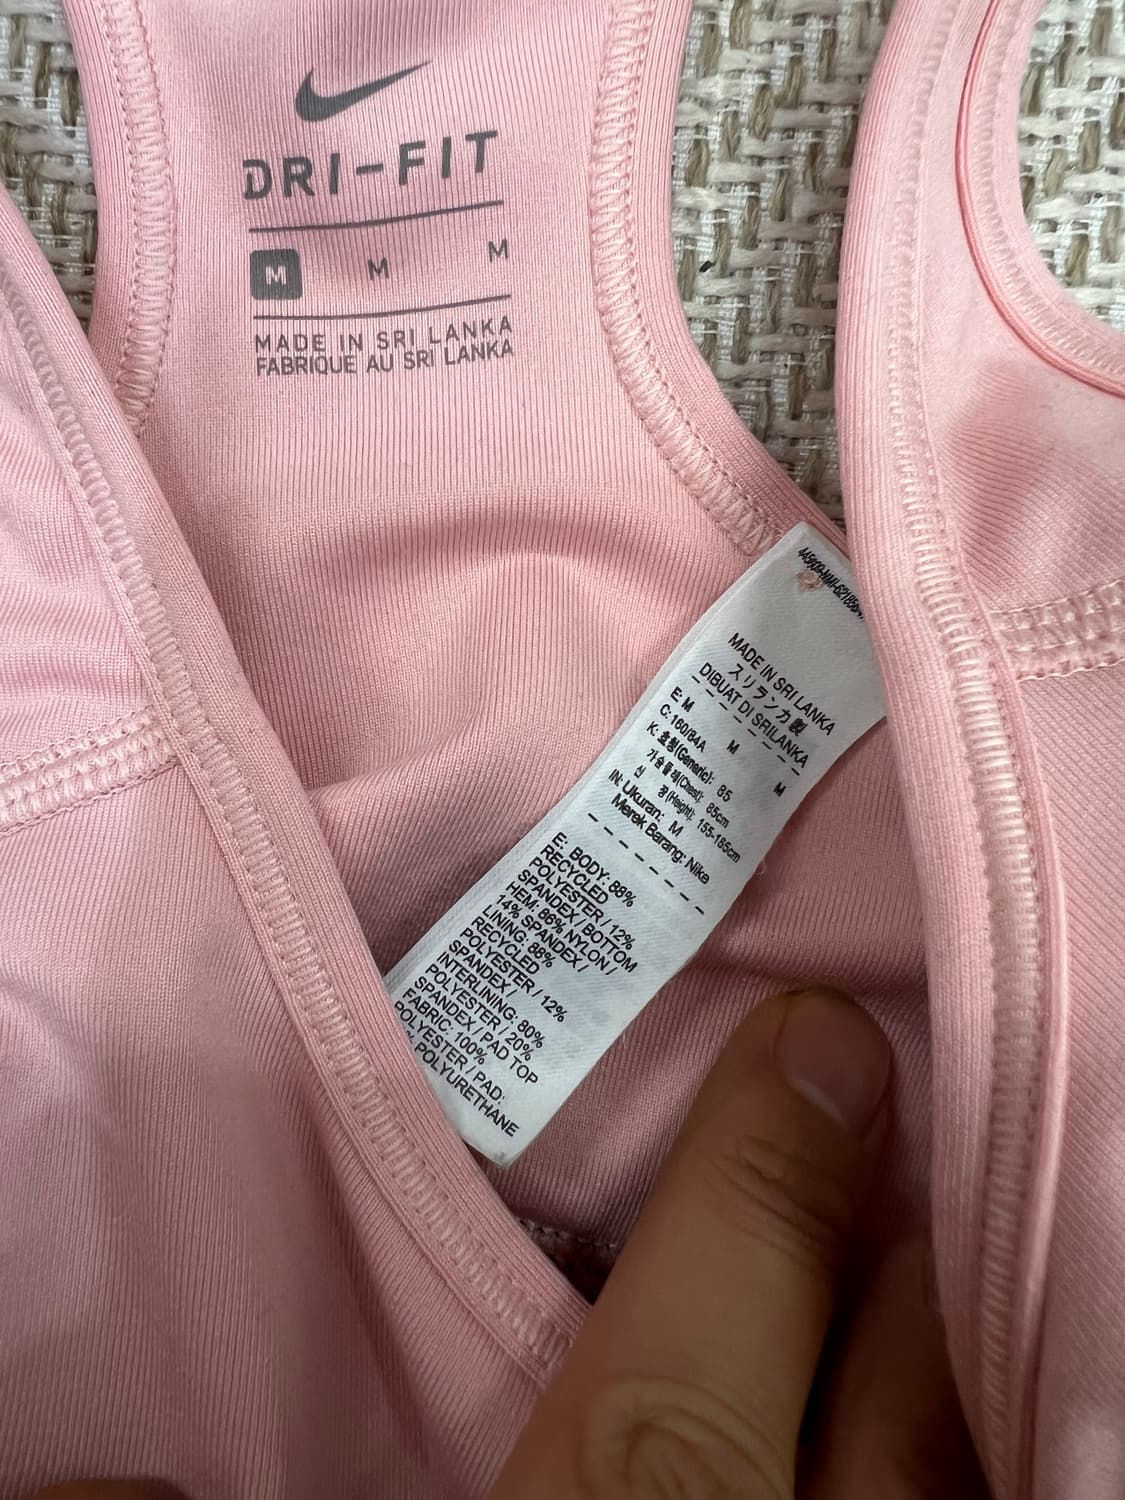 DRI-FIT
M M M
MADE IN SRI LANKA
FABRIQUE AU SRI LANKA
MADE IN SRI LANKA
スリランカ製
DIBUAT DI SRILANKA
E: M M M
C: 160/84A
K: 호칭(Generic): 85
가슴둘레(Chest): 85cm
신 장(Height): 155-165cm
IN: Ukuran: M
Merek Barang: Nike
E: BODY: 88%
RECYCLED
POLYESTER / 12%
SPANDEX / BOTTOM
HEM: 86% NYLON /
14% SPANDEX /
LINING: 88%
RECYCLED
POLYESTER / 12%
SPANDEX /
INTERLINING: 80%
POLYESTER / 20%
SPANDEX / PAD TOP
FABRIC: 100%
POLYESTER / PAD:
% POLYURETHANE